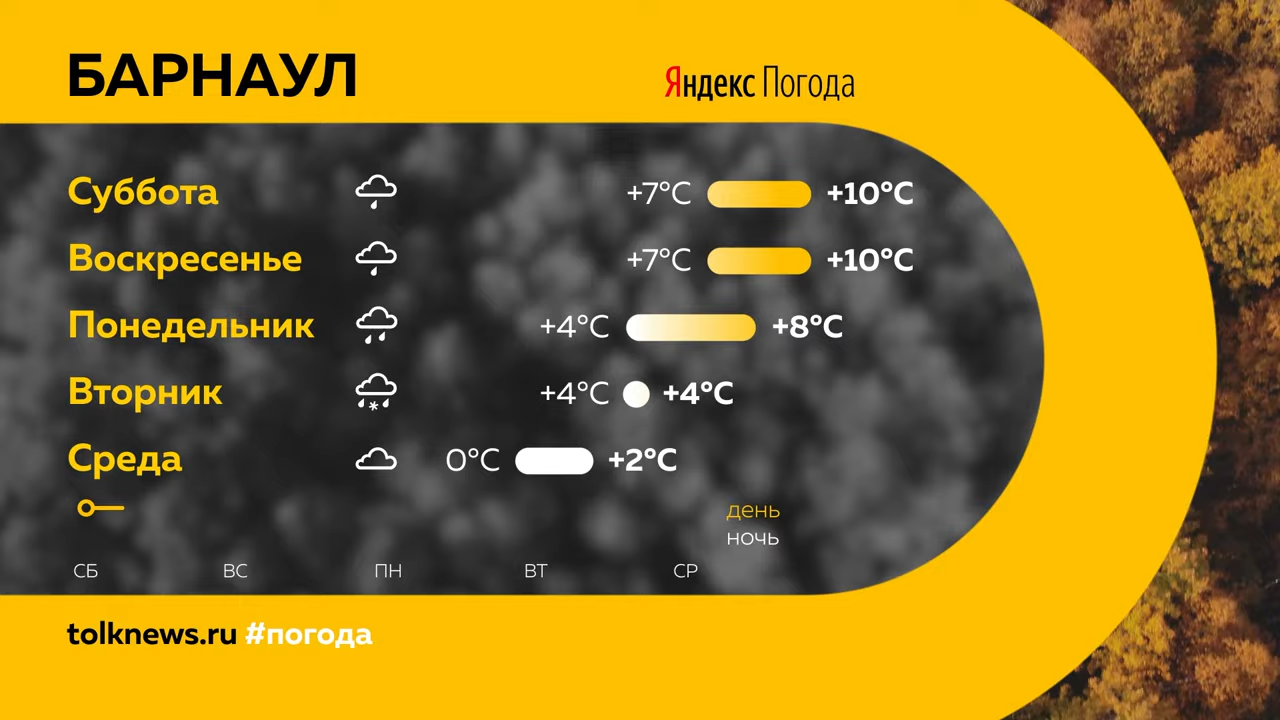 БАРНАУЛ
Яндекс Погода
Суббота +7°C +10°C
Воскресенье +7°C +10°C
Понедельник +4°C +8°C
Вторник +4°C +4°C
Среда 0°C +2°C
день
ночь
СБ ВС ПН ВТ СР
tolknews.ru #погода